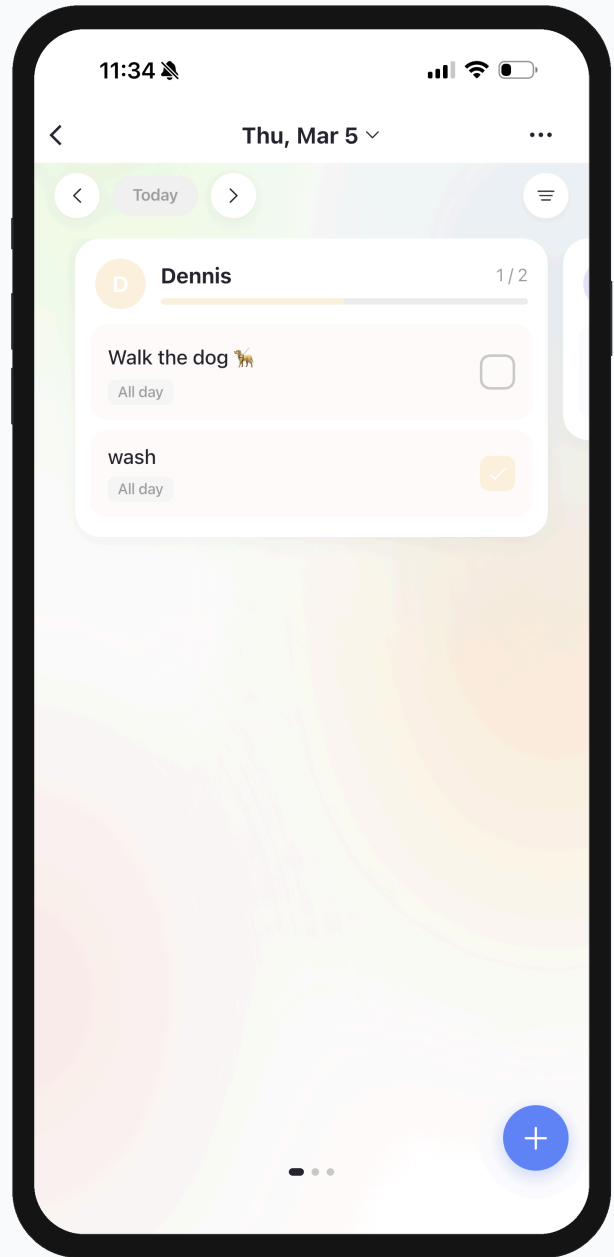 11:34
Thu, Mar 5
Today
D
Dennis
1 / 2
Walk the dog 🐕‍🦺
All day
wash
All day